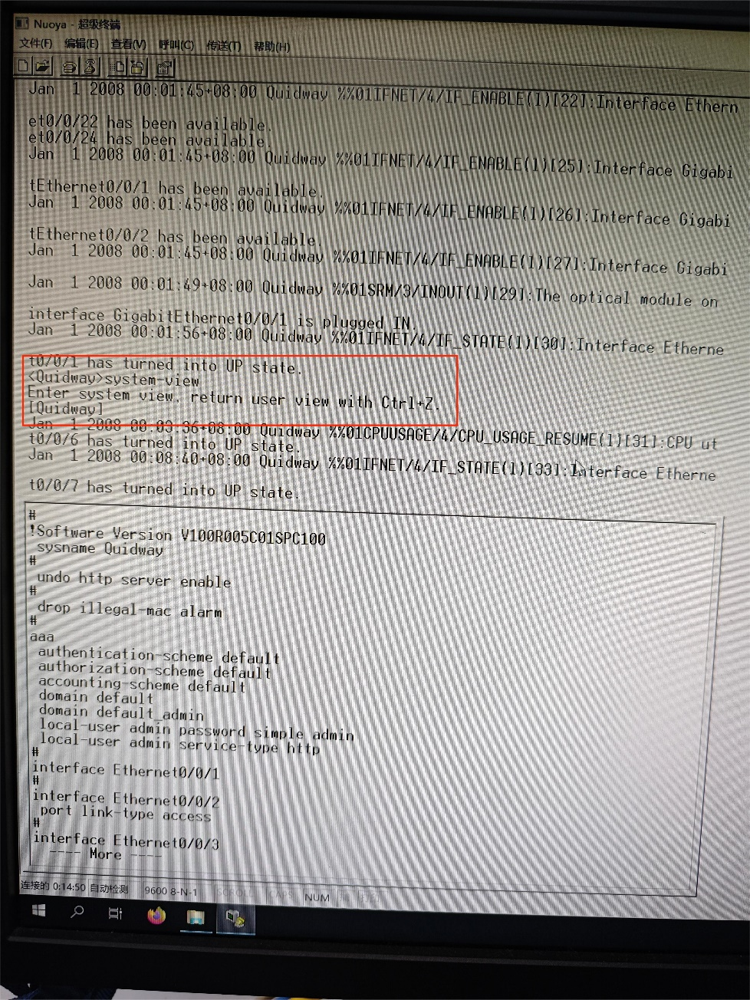 Nuoya - 超级终端
文件(F) 编辑(E) 查看(V) 呼叫(C) 传送(T) 帮助(H)
Jan  1 2008 00:01:45+08:00 Quidway %%01IFNET/4/IF_ENABLE(l)[22]:Interface Ethern
et0/0/22 has been available.
et0/0/24 has been available.
Jan  1 2008 00:01:45+08:00 Quidway %%01IFNET/4/IF_ENABLE(l)[25]:Interface Gigabi
tEthernet0/0/1 has been available.
Jan  1 2008 00:01:45+08:00 Quidway %%01IFNET/4/IF_ENABLE(l)[26]:Interface Gigabi
tEthernet0/0/2 has been available.
Jan  1 2008 00:01:45+08:00 Quidway %%01IFNET/4/IF_ENABLE(l)[27]:Interface Gigabi
Jan  1 2008 00:01:49+08:00 Quidway %%01SRM/3/INOUT(l)[29]:The optical module on
interface GigabitEthernet0/0/1 is plugged IN.
Jan  1 2008 00:01:56+08:00 Quidway %%01IFNET/4/IF_STATE(l)[30]:Interface Etherne
t0/0/1 has turned into UP state.
<Quidway>system-view
Enter system view, return user view with Ctrl+Z.
[Quidway]
Jan  1 2008 00:03:36+08:00 Quidway %%01CPUUSAGE/4/CPU_USAGE_RESUME(l)[31]:CPU ut
t0/0/6 has turned into UP state.
Jan  1 2008 00:08:40+08:00 Quidway %%01IFNET/4/IF_STATE(l)[33]:Interface Etherne
t0/0/7 has turned into UP state.
#
!Software Version V100R005C01SPC100
 sysname Quidway
#
 undo http server enable
#
 drop illegal-mac alarm
#
aaa
 authentication-scheme default
 authorization-scheme default
 accounting-scheme default
 domain default
 domain default_admin
 local-user admin password simple admin
 local-user admin service-type http
#
interface Ethernet0/0/1
#
interface Ethernet0/0/2
 port link-type access
#
interface Ethernet0/0/3
  ---- More ----
连接的 0:14:50 自动检测 9600 8-N-1 NUM